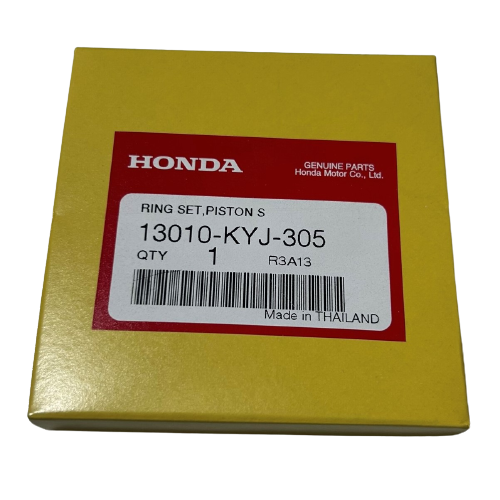 HONDA
GENUINE PARTS
Honda Motor Co., Ltd.
RING SET,PISTON S
13010-KYJ-305
QTY 1 R3A13
Made in THAILAND